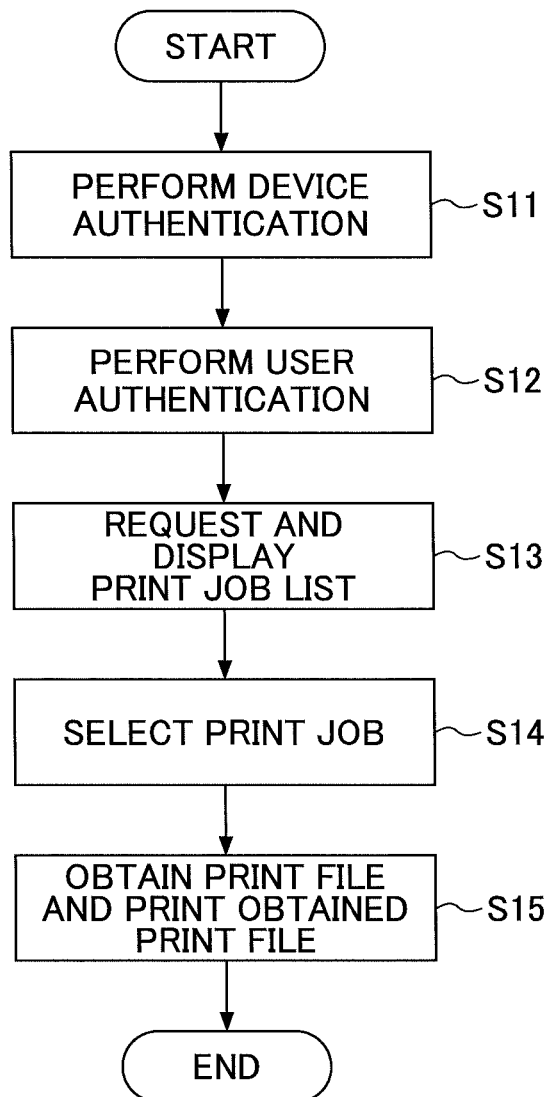 START
PERFORM DEVICE
AUTHENTICATION
S11
PERFORM USER
AUTHENTICATION
S12
REQUEST AND
DISPLAY
PRINT JOB LIST
S13
SELECT PRINT JOB
S14
OBTAIN PRINT FILE
AND PRINT OBTAINED
PRINT FILE
S15
END